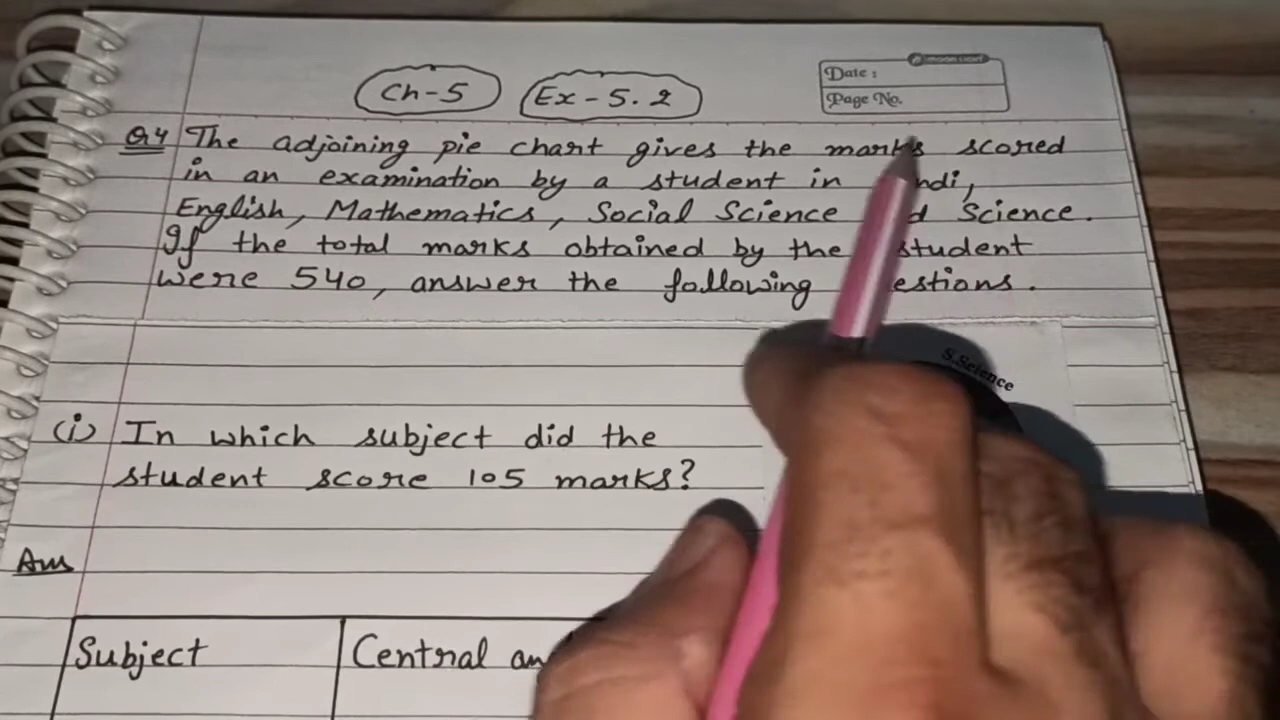 Ch-5 Ex-5.2
Date :
Page No.
Q4 The adjoining pie chart gives the marks scored
in an examination by a student in ndi,
English, Mathematics, Social Science d Science.
If the total marks obtained by the student
were 540, answer the following estions.
S.Science
(i) In which subject did the
student score 105 marks?
Ans
Subject Central an